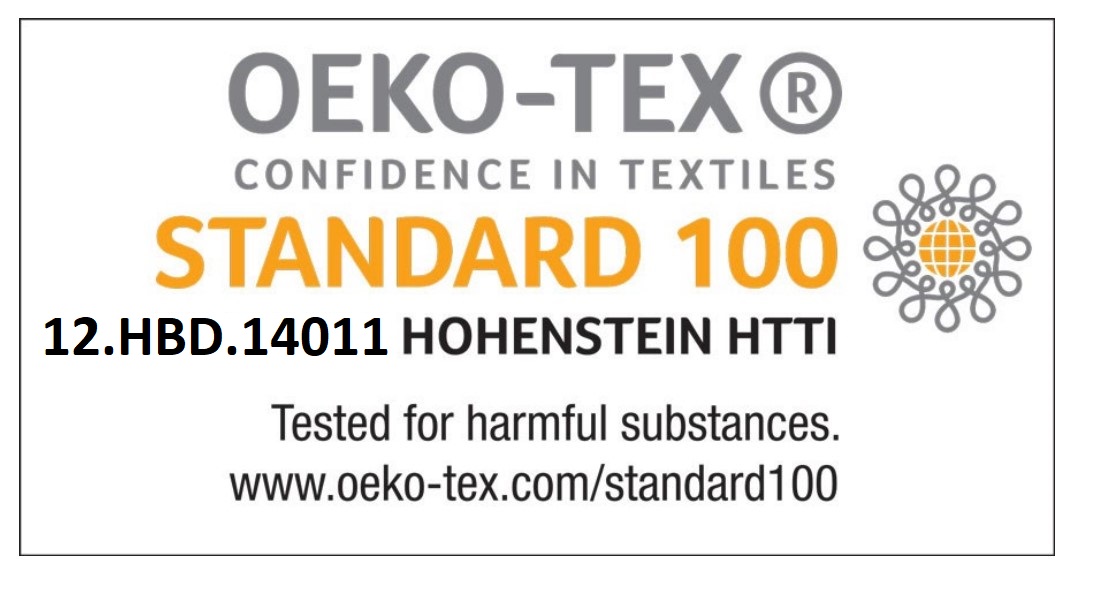 OEKO-TEX®
CONFIDENCE IN TEXTILES
STANDARD 100
12.HBD.14011 HOHENSTEIN HTTI
Tested for harmful substances.
www.oeko-tex.com/standard100